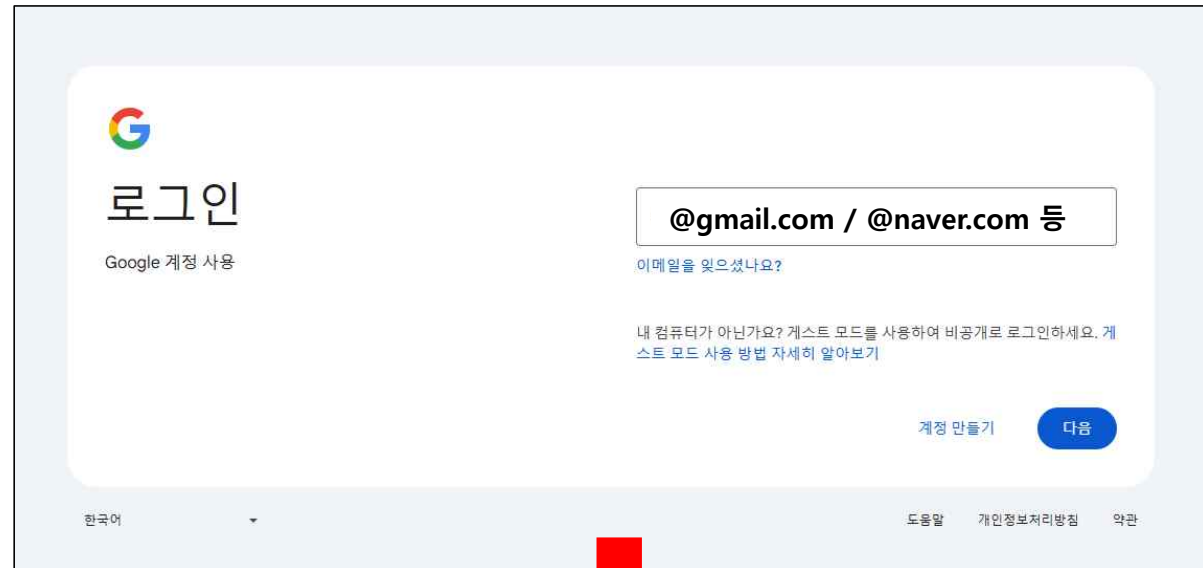 로그인
Google 계정 사용
@gmail.com / @naver.com 등
이메일을 잊으셨나요?
내 컴퓨터가 아닌가요? 게스트 모드를 사용하여 비공개로 로그인하세요. 게
스트 모드 사용 방법 자세히 알아보기
계정 만들기 다음
한국어 도움말 개인정보처리방침 약관